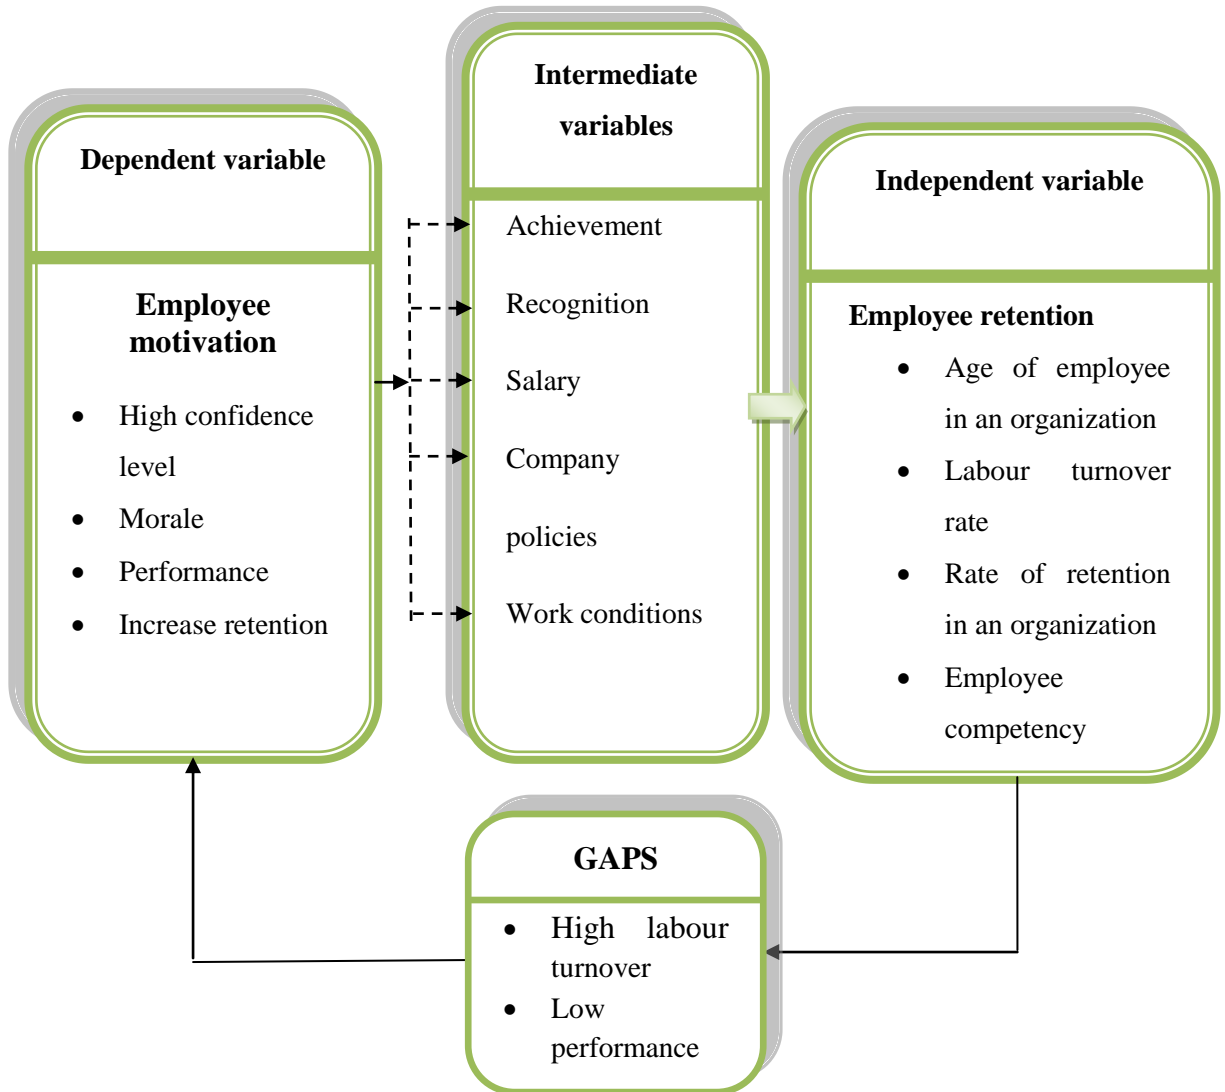 Dependent variable
Employee
motivation
• High confidence
level
• Morale
• Performance
• Increase retention
Intermediate
variables
Achievement
Recognition
Salary
Company
policies
Work conditions
Independent variable
Employee retention
• Age of employee
in an organization
• Labour turnover
rate
• Rate of retention
in an organization
• Employee
competency
GAPS
• High labour
turnover
• Low
performance